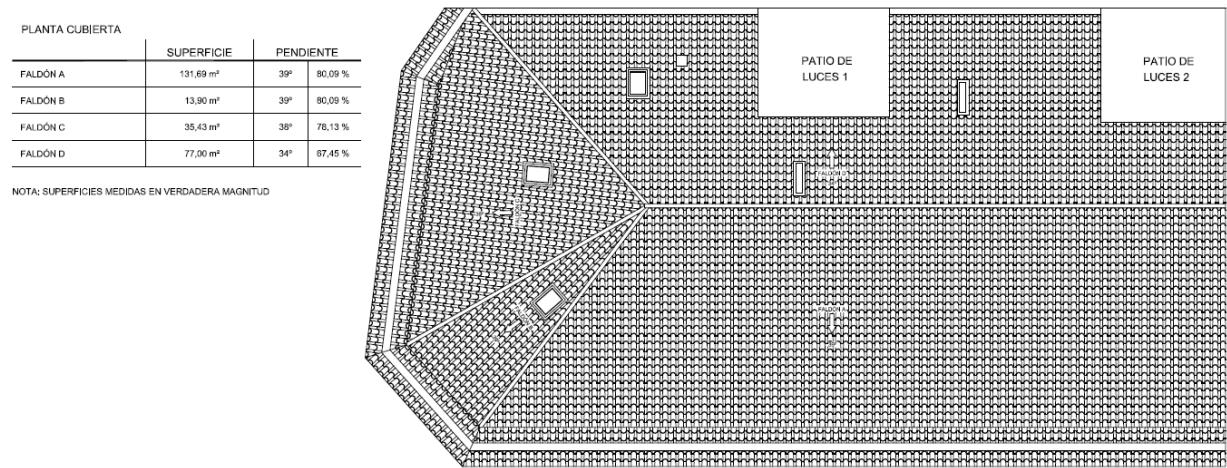 PLANTA CUBIERTA
SUPERFICIE PENDIENTE
FALDÓN A 131,69 m² 39º 80,09 %
FALDÓN B 13,90 m² 39º 80,09 %
FALDÓN C 35,43 m² 38º 78,13 %
FALDÓN D 77,00 m² 34º 67,45 %
NOTA: SUPERFICIES MEDIDAS EN VERDADERA MAGNITUD
PATIO DE
LUCES 1
PATIO DE
LUCES 2
FALDÓN D
FALDÓN A